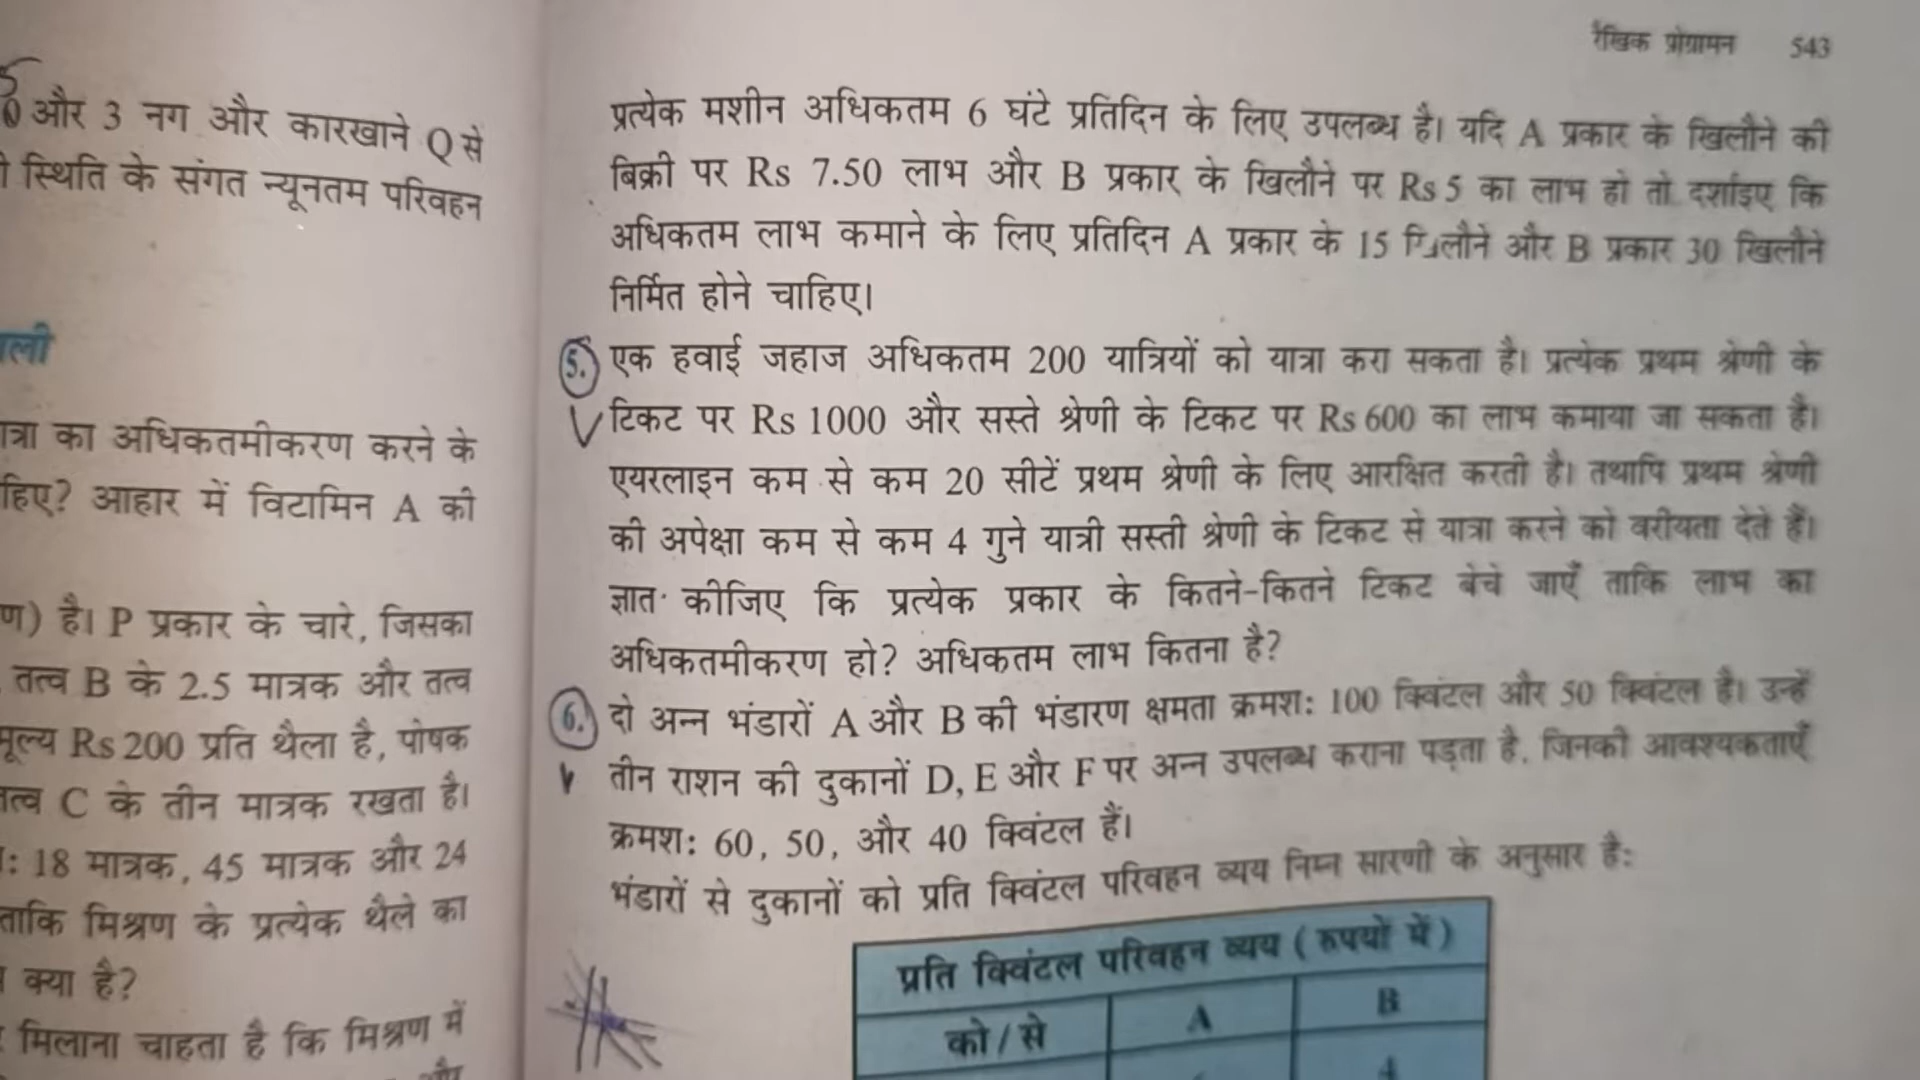 और 3 नग और कारखाने Q से
स्थिति के संगत न्यूनतम परिवहन
ली
त्रा का अधिकतमीकरण करने के
हिए? आहार में विटामिन A की
ण) है। P प्रकार के चारे, जिसका
तत्व B के 2.5 मात्रक और तत्व
मूल्य Rs 200 प्रति थैला है, पोषक
तत्व C के तीन मात्रक रखता है।
: 18 मात्रक, 45 मात्रक और 24
ताकि मिश्रण के प्रत्येक थैले का
क्या है?
मिलाना चाहता है कि मिश्रण में
और
रैखिक प्रोग्रामन 543
प्रत्येक मशीन अधिकतम 6 घंटे प्रतिदिन के लिए उपलब्ध है। यदि A प्रकार के खिलौने की
बिक्री पर Rs 7.50 लाभ और B प्रकार के खिलौने पर Rs 5 का लाभ हो तो दर्शाइए कि
अधिकतम लाभ कमाने के लिए प्रतिदिन A प्रकार के 15 खिलौने और B प्रकार 30 खिलौने
निर्मित होने चाहिए।
5. एक हवाई जहाज अधिकतम 200 यात्रियों को यात्रा करा सकता है। प्रत्येक प्रथम श्रेणी के
टिकट पर Rs 1000 और सस्ते श्रेणी के टिकट पर Rs 600 का लाभ कमाया जा सकता है।
एयरलाइन कम से कम 20 सीटें प्रथम श्रेणी के लिए आरक्षित करती है। तथापि प्रथम श्रेणी
की अपेक्षा कम से कम 4 गुने यात्री सस्ती श्रेणी के टिकट से यात्रा करने को वरीयता देते हैं।
ज्ञात कीजिए कि प्रत्येक प्रकार के कितने-कितने टिकट बेचे जाएँ ताकि लाभ का
अधिकतमीकरण हो? अधिकतम लाभ कितना है?
6. दो अन्न भंडारों A और B की भंडारण क्षमता क्रमश: 100 क्विंटल और 50 क्विंटल है। उन्हें
तीन राशन की दुकानों D, E और F पर अन्न उपलब्ध कराना पड़ता है, जिनकी आवश्यकताएँ
क्रमश: 60, 50, और 40 क्विंटल हैं।
भंडारों से दुकानों को प्रति क्विंटल परिवहन व्यय निम्न सारणी के अनुसार है:
प्रति क्विंटल परिवहन व्यय (रुपयों में)
को / से A B
4